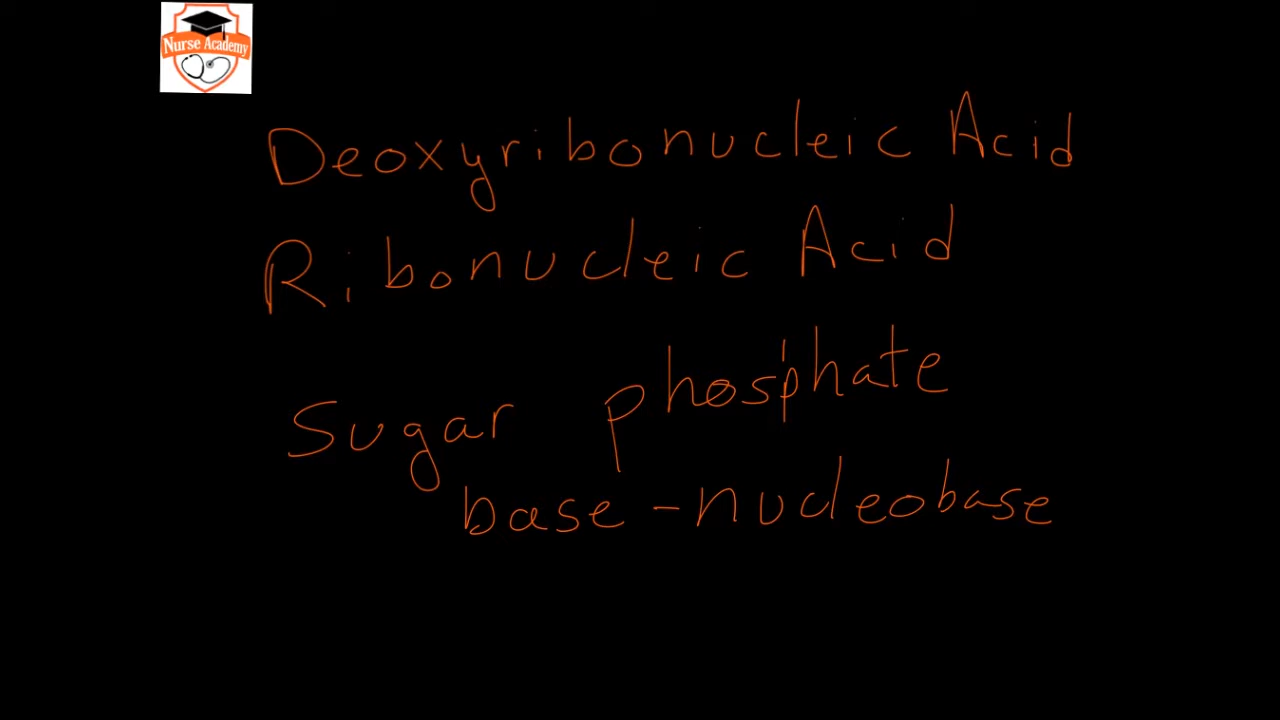 Nurse Academy
Deoxyribonucleic Acid
Ribonucleic Acid
Sugar phosphate
base - nucleobase